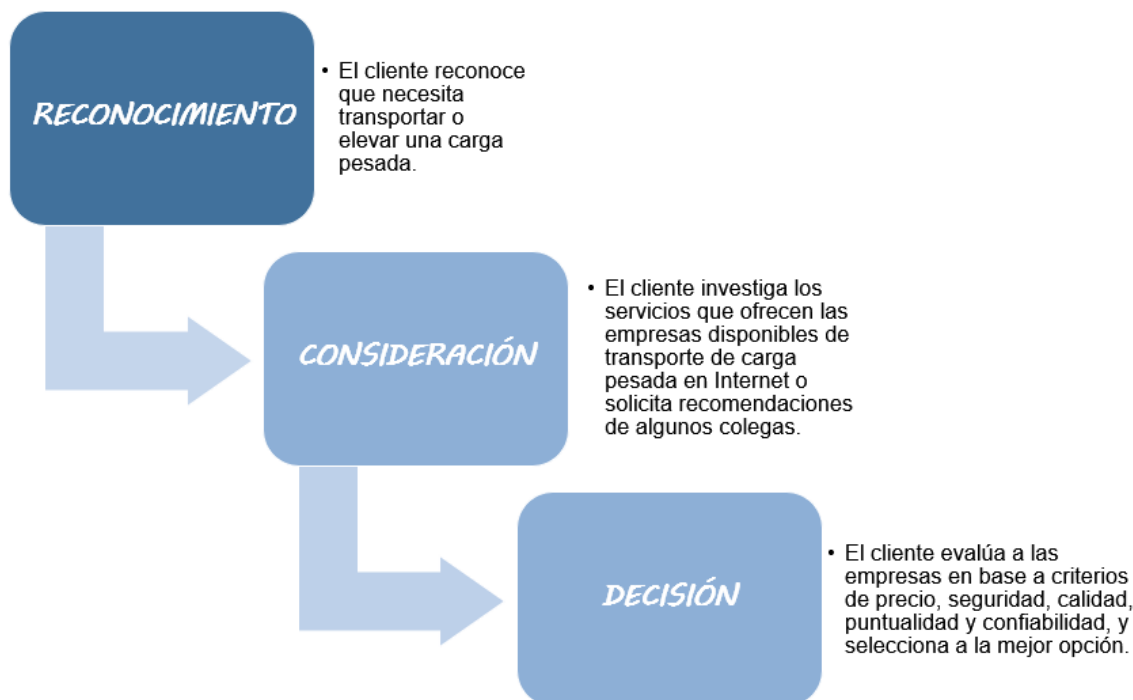 RECONOCIMIENTO
• El cliente reconoce
que necesita
transportar o
elevar una carga
pesada.
CONSIDERACIÓN
• El cliente investiga los
servicios que ofrecen las
empresas disponibles de
transporte de carga
pesada en Internet o
solicita recomendaciones
de algunos colegas.
DECISIÓN
• El cliente evalúa a las
empresas en base a criterios
de precio, seguridad, calidad,
puntualidad y confiabilidad, y
selecciona a la mejor opción.